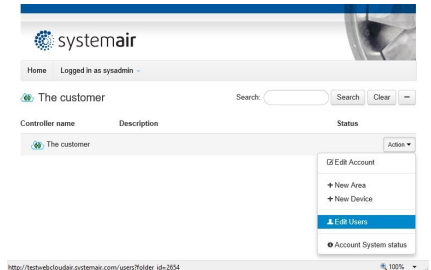 systemair
Home Logged in as sysadmin
The customer Search: Search Clear −
Controller name Description Status
The customer Action
Edit Account
+ New Area
+ New Device
Edit Users
Account System status
http://testwebcloudair.systemair.com/users?folder_id=2654 100%